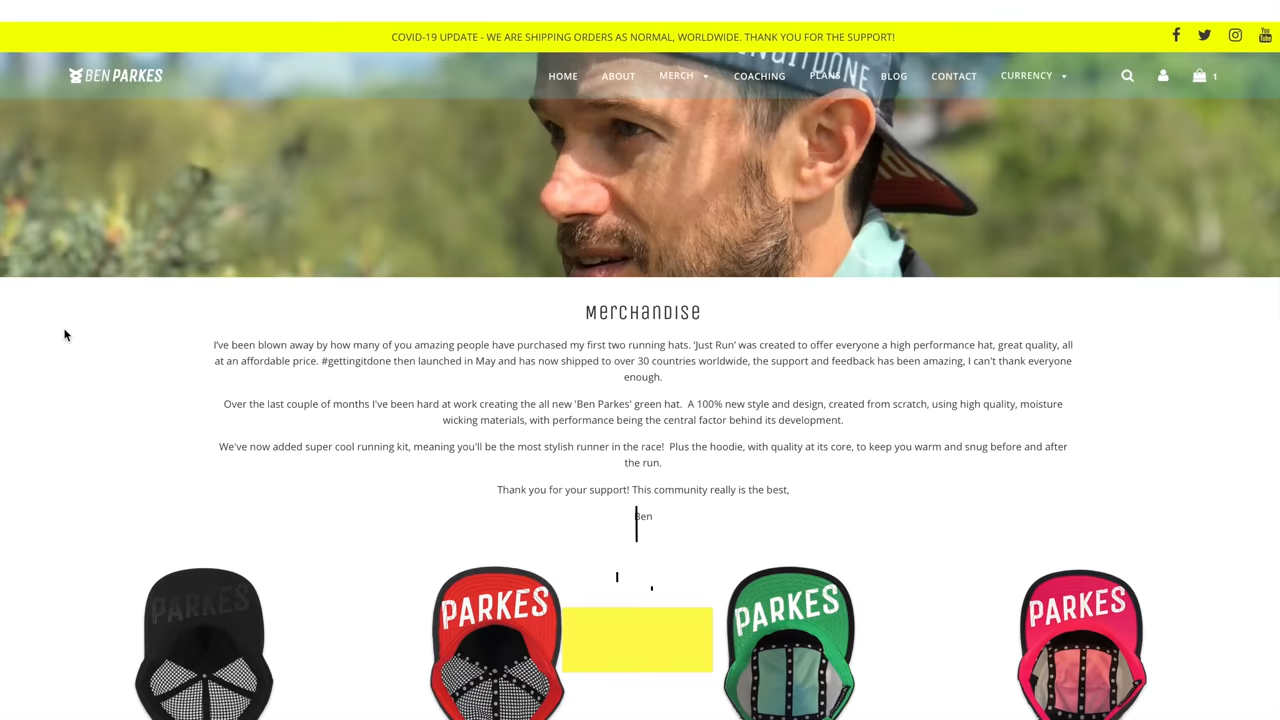 COVID-19 UPDATE - WE ARE SHIPPING ORDERS AS NORMAL, WORLDWIDE. THANK YOU FOR THE SUPPORT!
You Tube
BEN PARKES
HOME ABOUT MERCH COACHING PLANS BLOG CONTACT CURRENCY 1
Merchandise
I've been blown away by how many of you amazing people have purchased my first two running hats. 'Just Run' was created to offer everyone a high performance hat, great quality, all
at an affordable price. #gettingitdone then launched in May and has now shipped to over 30 countries worldwide, the support and feedback has been amazing, I can't thank everyone
enough.
Over the last couple of months I've been hard at work creating the all new 'Ben Parkes' green hat. A 100% new style and design, created from scratch, using high quality, moisture
wicking materials, with performance being the central factor behind its development.
We've now added super cool running kit, meaning you'll be the most stylish runner in the race! Plus the hoodie, with quality at its core, to keep you warm and snug before and after
the run.
Thank you for your support! This community really is the best,
Ben
PARKES PARKES PARKES PARKES